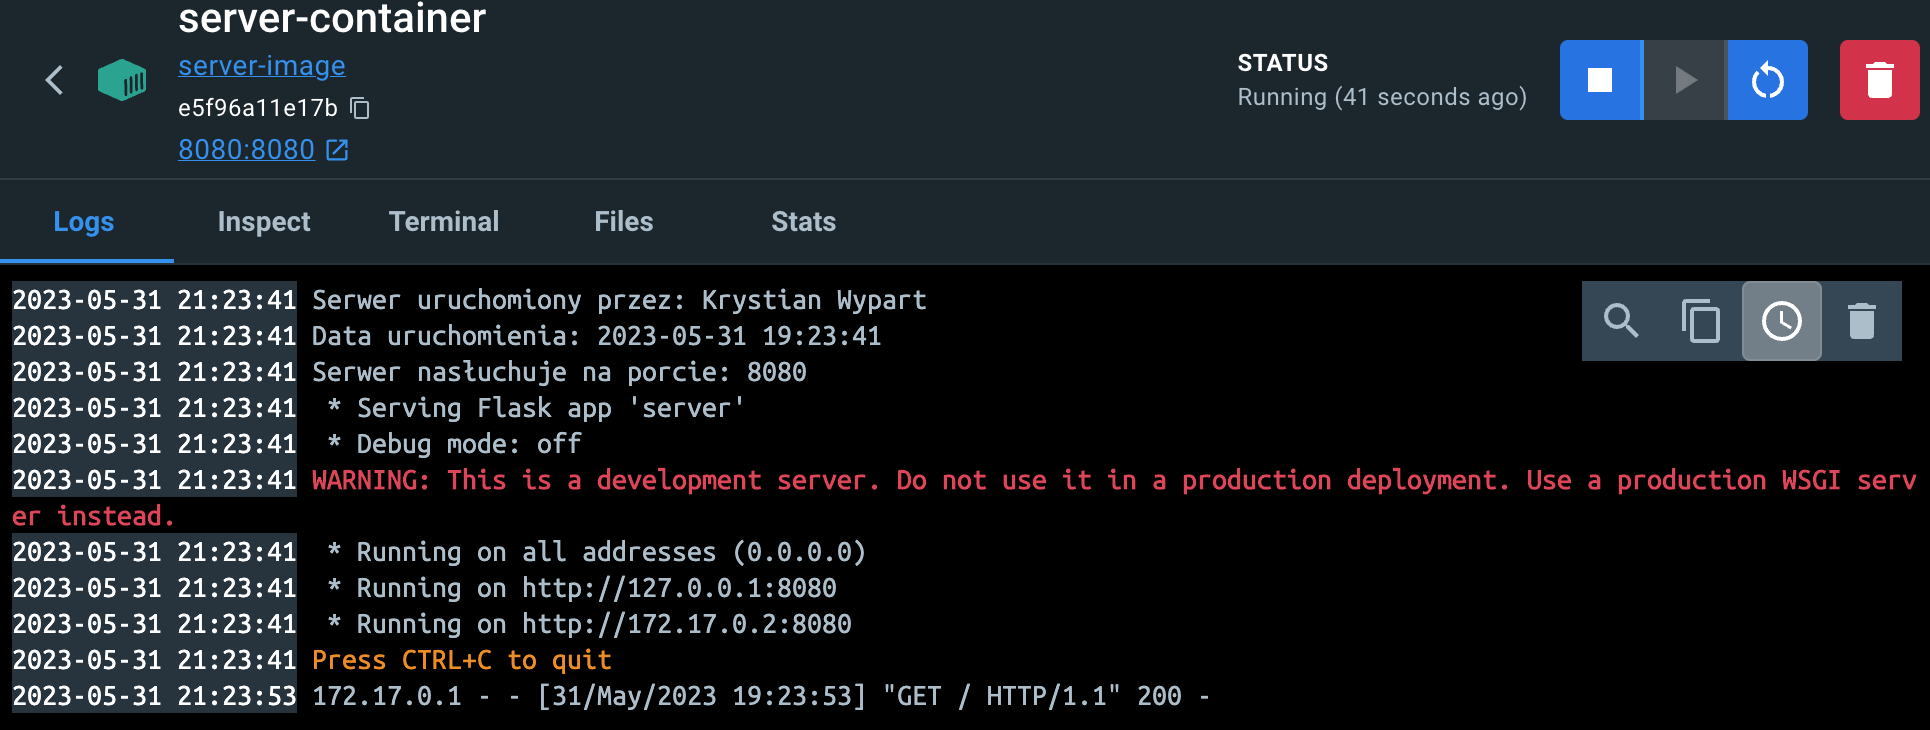 server-container
server-image
e5f96a11e17b
8080:8080
STATUS
Running (41 seconds ago)
Logs Inspect Terminal Files Stats
2023-05-31 21:23:41 Serwer uruchomiony przez: Krystian Wypart
2023-05-31 21:23:41 Data uruchomienia: 2023-05-31 19:23:41
2023-05-31 21:23:41 Serwer nasłuchuje na porcie: 8080
2023-05-31 21:23:41  * Serving Flask app 'server'
2023-05-31 21:23:41  * Debug mode: off
2023-05-31 21:23:41 WARNING: This is a development server. Do not use it in a production deployment. Use a production WSGI serv
er instead.
2023-05-31 21:23:41  * Running on all addresses (0.0.0.0)
2023-05-31 21:23:41  * Running on http://127.0.0.1:8080
2023-05-31 21:23:41  * Running on http://172.17.0.2:8080
2023-05-31 21:23:41 Press CTRL+C to quit
2023-05-31 21:23:53 172.17.0.1 - - [31/May/2023 19:23:53] "GET / HTTP/1.1" 200 -